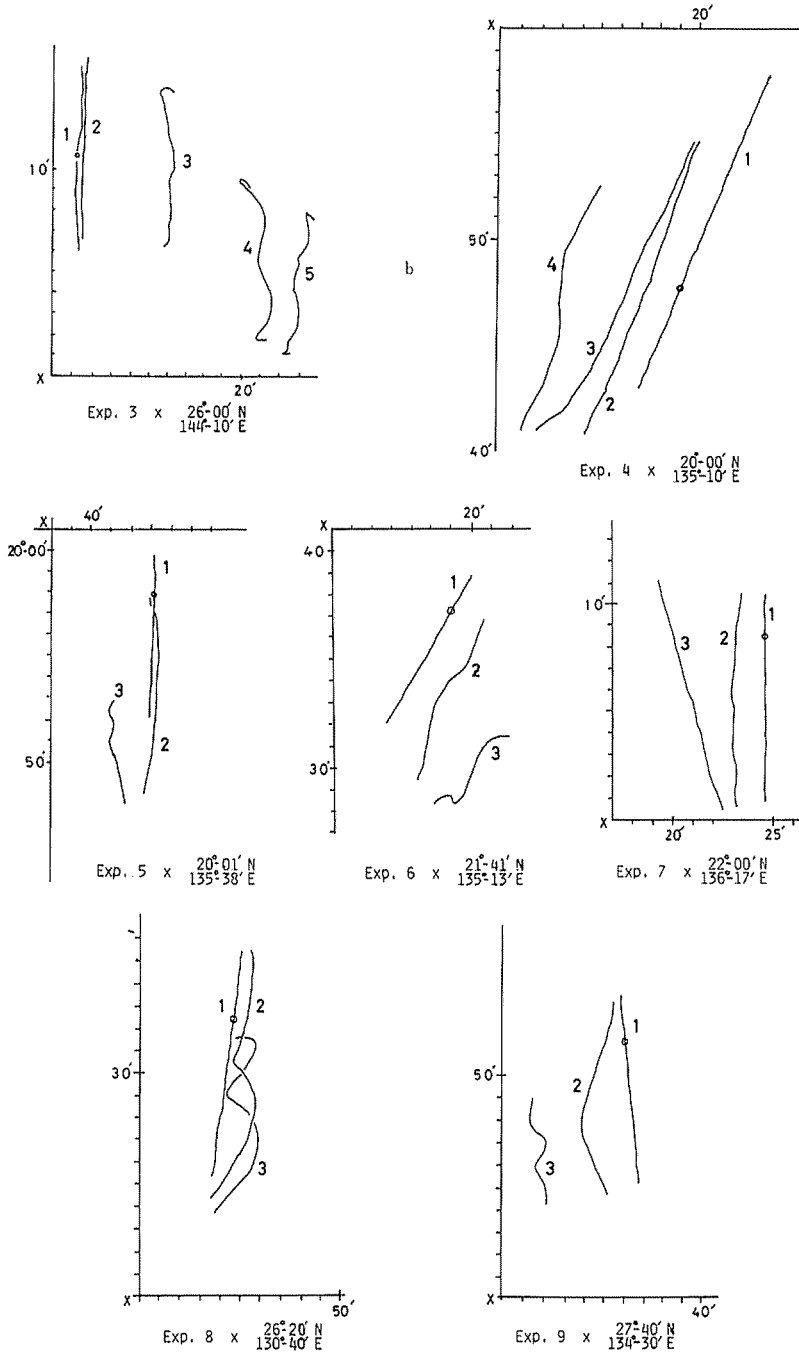 x 20'
1 2 3 4 5
10'
x 20'
Exp. 3 x 26°-00' N
144°-10' E
b
1 2 3 4
50'
40'
Exp. 4 x 20°-00' N
135°-10' E
x 40'
20°-00'
1 2 3
50'
Exp. 5 x 20°-01' N
135°-38' E
x 20'
40
1 2 3
30'
Exp. 6 x 21°-41' N
135°-13' E
10'
1 2 3
x 20' 25'
Exp. 7 x 22°-00' N
136°-17' E
1 2 3
30'
x 50'
Exp. 8 x 26°-20' N
130°-40' E
1 2 3
50'
x 40'
Exp. 9 x 27°-40' N
134°-30' E